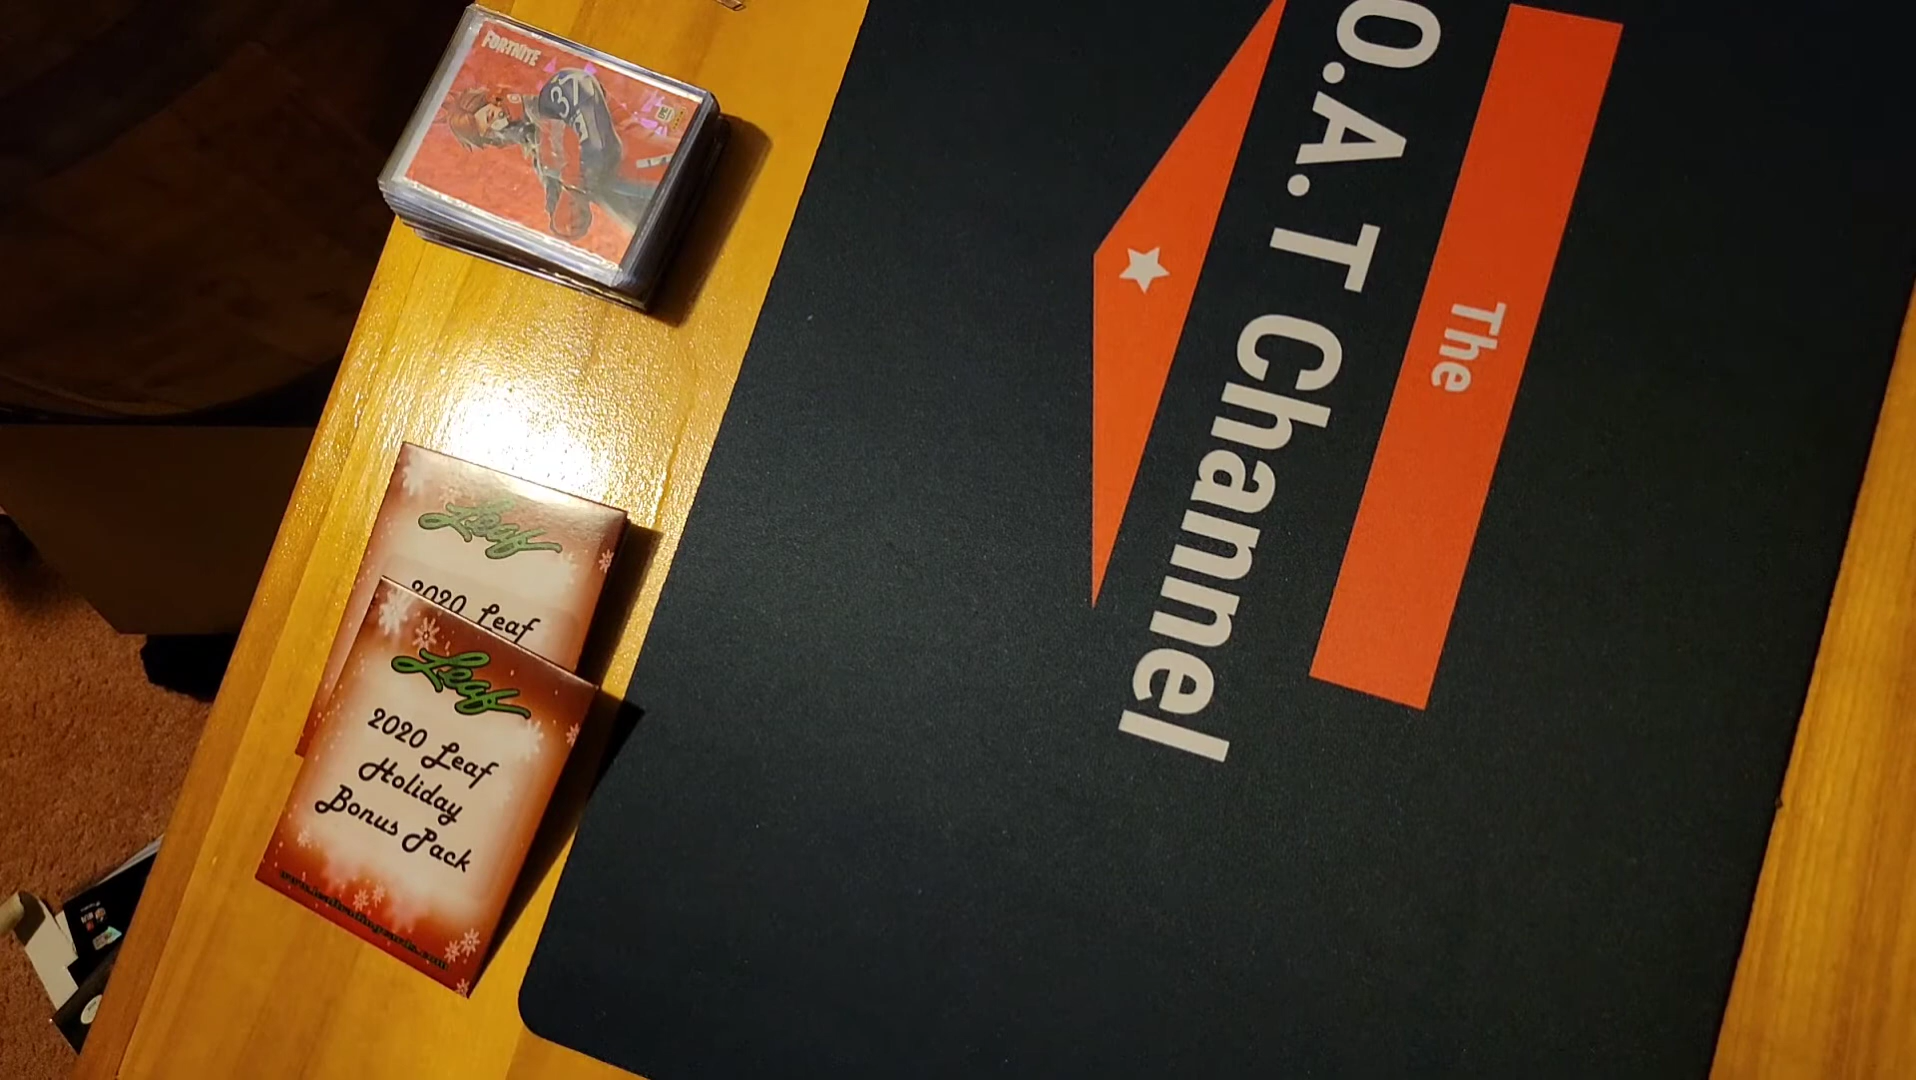 FORTNITE
37
The
O.A.T Channel
Leaf
2020 Leaf
Leaf
2020 Leaf
Holiday
Bonus Pack